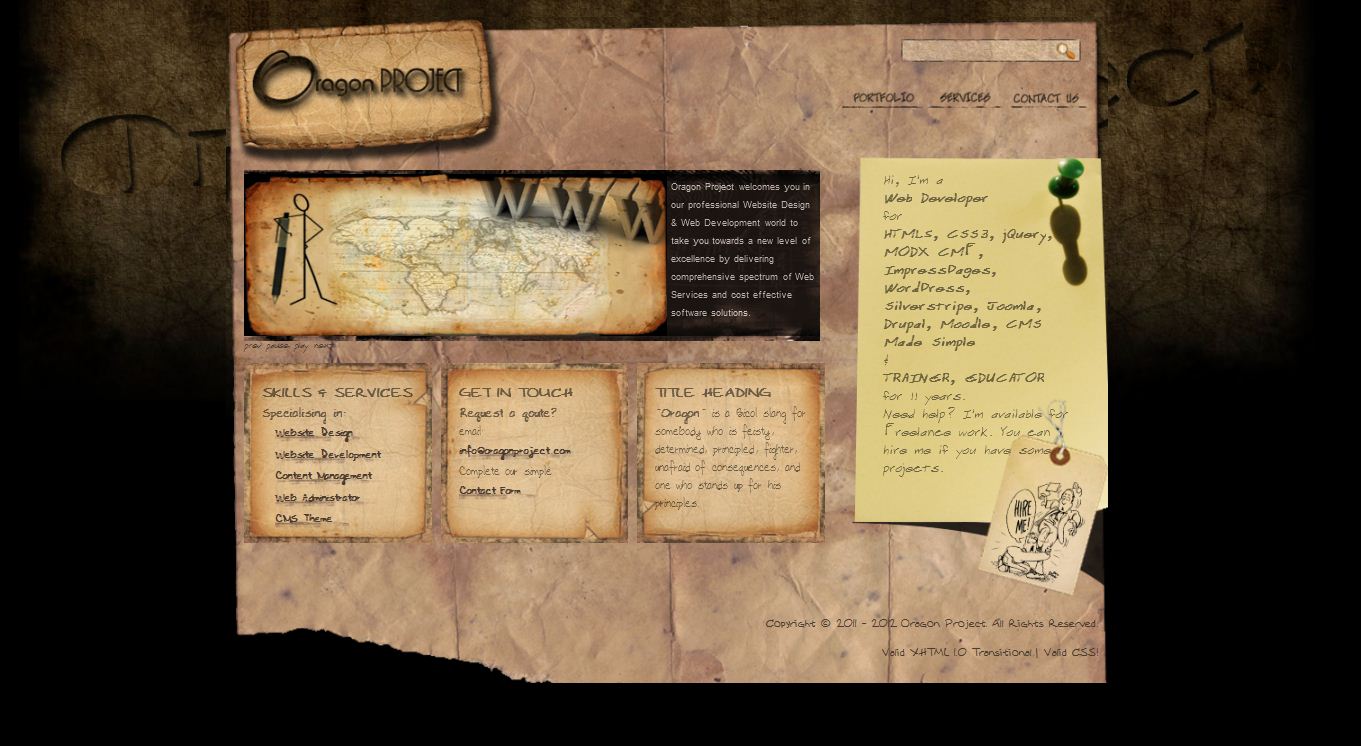 Oragon PROJECT
PORTFOLIO SERVICES CONTACT US
WWW
Oragon Project welcomes you in
our professional Website Design
& Web Development world to
take you towards a new level of
excellence by delivering
comprehensive spectrum of Web
Services and cost effective
software solutions.
prev pause play next
Hi, I'm a
Web Developer
for
HTML5, CSS3, jQuery,
MODX CMF,
ImpressPages,
WordPress,
Silverstripe, Joomla,
Drupal, Moodle, CMS
Made Simple
&
TRAINER, EDUCATOR
for 11 years.
Need help? I'm available for
Freelance work. You can
hire me if you have some
projects.
HIRE
ME!
SKILLS & SERVICES
Specialising in:
Website Design
Website Development
Content Management
Web Administrator
CMS Theme
GET IN TOUCH
Request a qoute?
email:
info@oragonproject.com
Complete our simple
Contact Form
TITLE HEADING
"Oragon" is a Bicol slang for
somebody who is feisty,
determined, principled, fighter,
unafraid of consequences, and
one who stands up for his
principles.
Copyright © 2011 - 2012 Oragon Project. All Rights Reserved.
Valid XHTML 1.0 Transitional | Valid CSS!